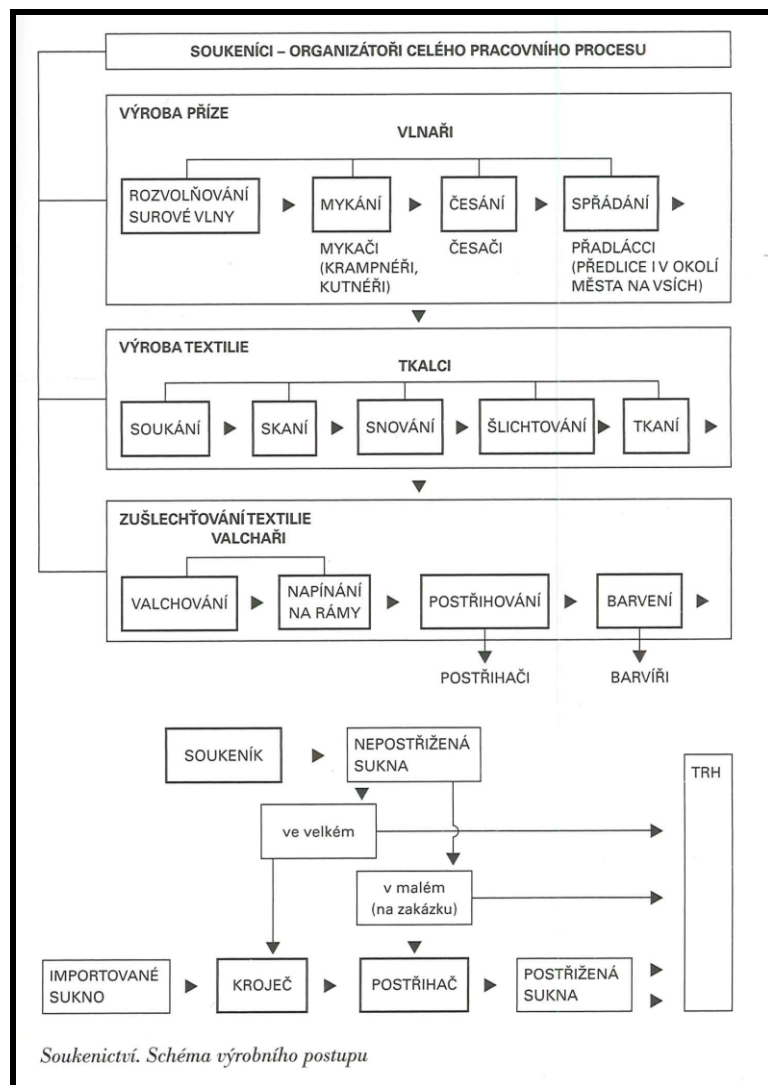 SOUKENÍCI – ORGANIZÁTOŘI CELÉHO PRACOVNÍHO PROCESU
VÝROBA PŘÍZE
VLNAŘI
ROZVOLŇOVÁNÍ
SUROVÉ VLNY
MYKÁNÍ
ČESÁNÍ
SPŘÁDÁNÍ
MYKAČI
(KRAMPNÉŘI,
KUTNÉŘI)
ČESAČI
PŘADLÁCCI
(PŘEDLICE I V OKOLÍ
MĚSTA NA VSÍCH)
VÝROBA TEXTILIE
TKALCI
SOUKÁNÍ
SKANÍ
SNOVÁNÍ
ŠLICHTOVÁNÍ
TKANÍ
ZUŠLECHŤOVÁNÍ TEXTILIE
VALCHAŘI
VALCHOVÁNÍ
NAPÍNÁNÍ
NA RÁMY
POSTŘIHOVÁNÍ
BARVENÍ
POSTŘIHAČI
BARVÍŘI
SOUKENÍK
NEPOSTŘIŽENÁ
SUKNA
TRH
ve velkém
v malém
(na zakázku)
IMPORTOVANÉ
SUKNO
KROJEČ
POSTŘIHAČ
POSTŘIŽENÁ
SUKNA
Soukenictví. Schéma výrobního postupu